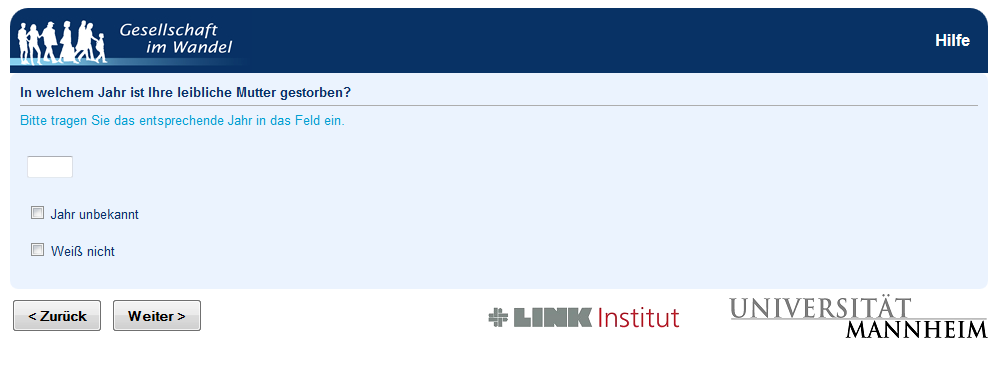 Gesellschaft
im Wandel
Hilfe
In welchem Jahr ist Ihre leibliche Mutter gestorben?
Bitte tragen Sie das entsprechende Jahr in das Feld ein.
Jahr unbekannt
Weiß nicht
< Zurück
Weiter >
LINK Institut
UNIVERSITÄT
MANNHEIM